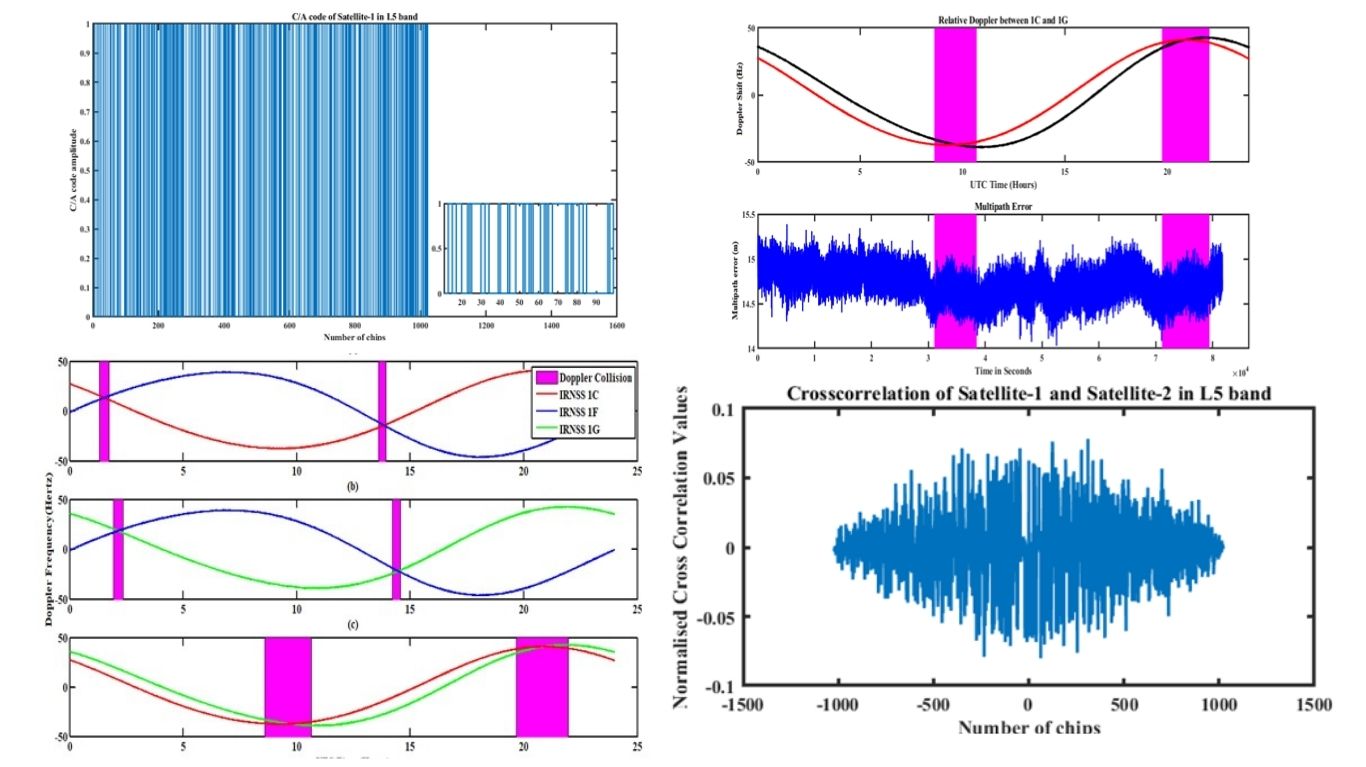 C/A code of Satellite-1 in L5 band
C/A code amplitude
1
0.9
0.8
0.7
0.6
0.5
0.4
0.3
0.2
0.1
0
0 200 400 600 800 1000 1200 1400 1600
Number of chips
1
0.5
0
20 30 40 50 60 70 80 90
Doppler Frequency(Hertz)
50
0
-50
0 5 10 15 20 25
Doppler Collision
IRNSS 1C
IRNSS 1F
IRNSS 1G
(b)
50
0
-50
0 5 10 15 20 25
(c)
50
0
-50
0 5 10 15 20 25
Relative Doppler between 1C and 1G
Doppler Shift (Hz)
50
0
-50
0 5 10 15 20
UTC Time (Hours)
Multipath Error
Multipath error (m)
15.5
15
14.5
14
0 1 2 3 4 5 6 7 8
Time in Seconds
×10⁴
Crosscorrelation of Satellite-1 and Satellite-2 in L5 band
Normalised Cross Correlation Values
0.1
0.05
0
-0.05
-0.1
-1500 -1000 -500 0 500 1000 1500
Number of chips